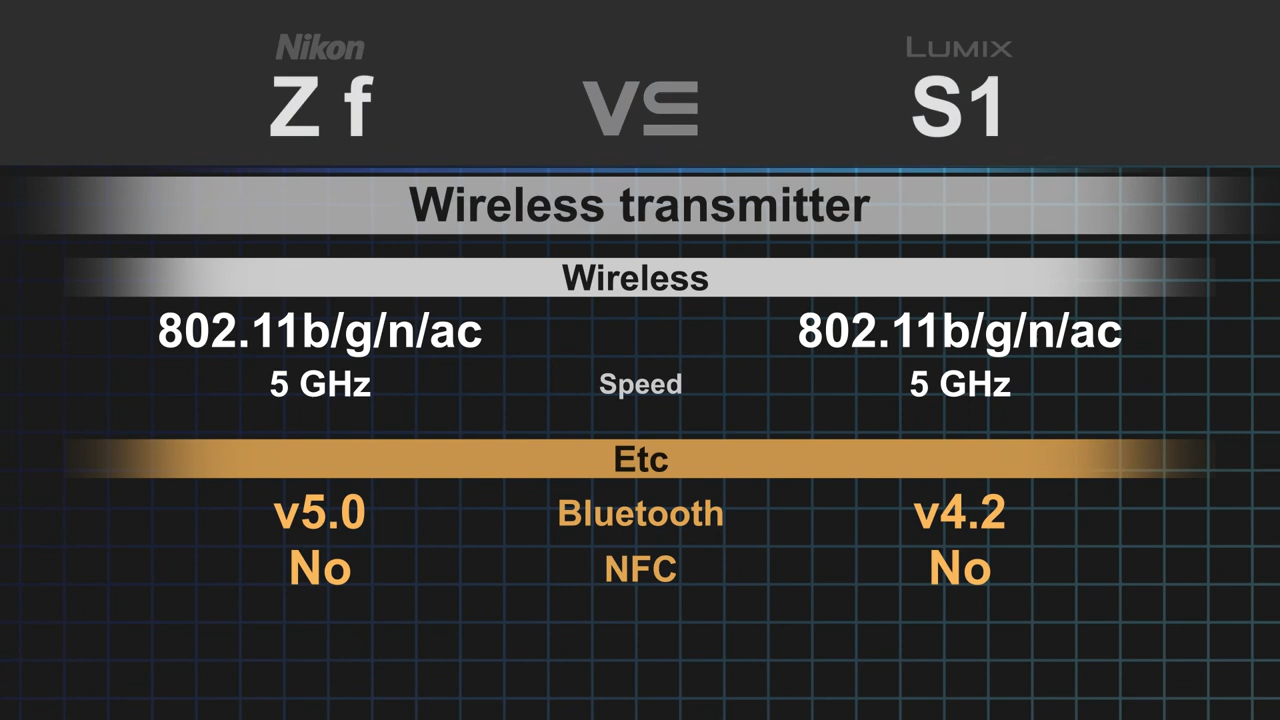 Nikon LUMIX
Z f VS S1
Wireless transmitter
Wireless
802.11b/g/n/ac 802.11b/g/n/ac
5 GHz Speed 5 GHz
Etc
v5.0 Bluetooth v4.2
No NFC No